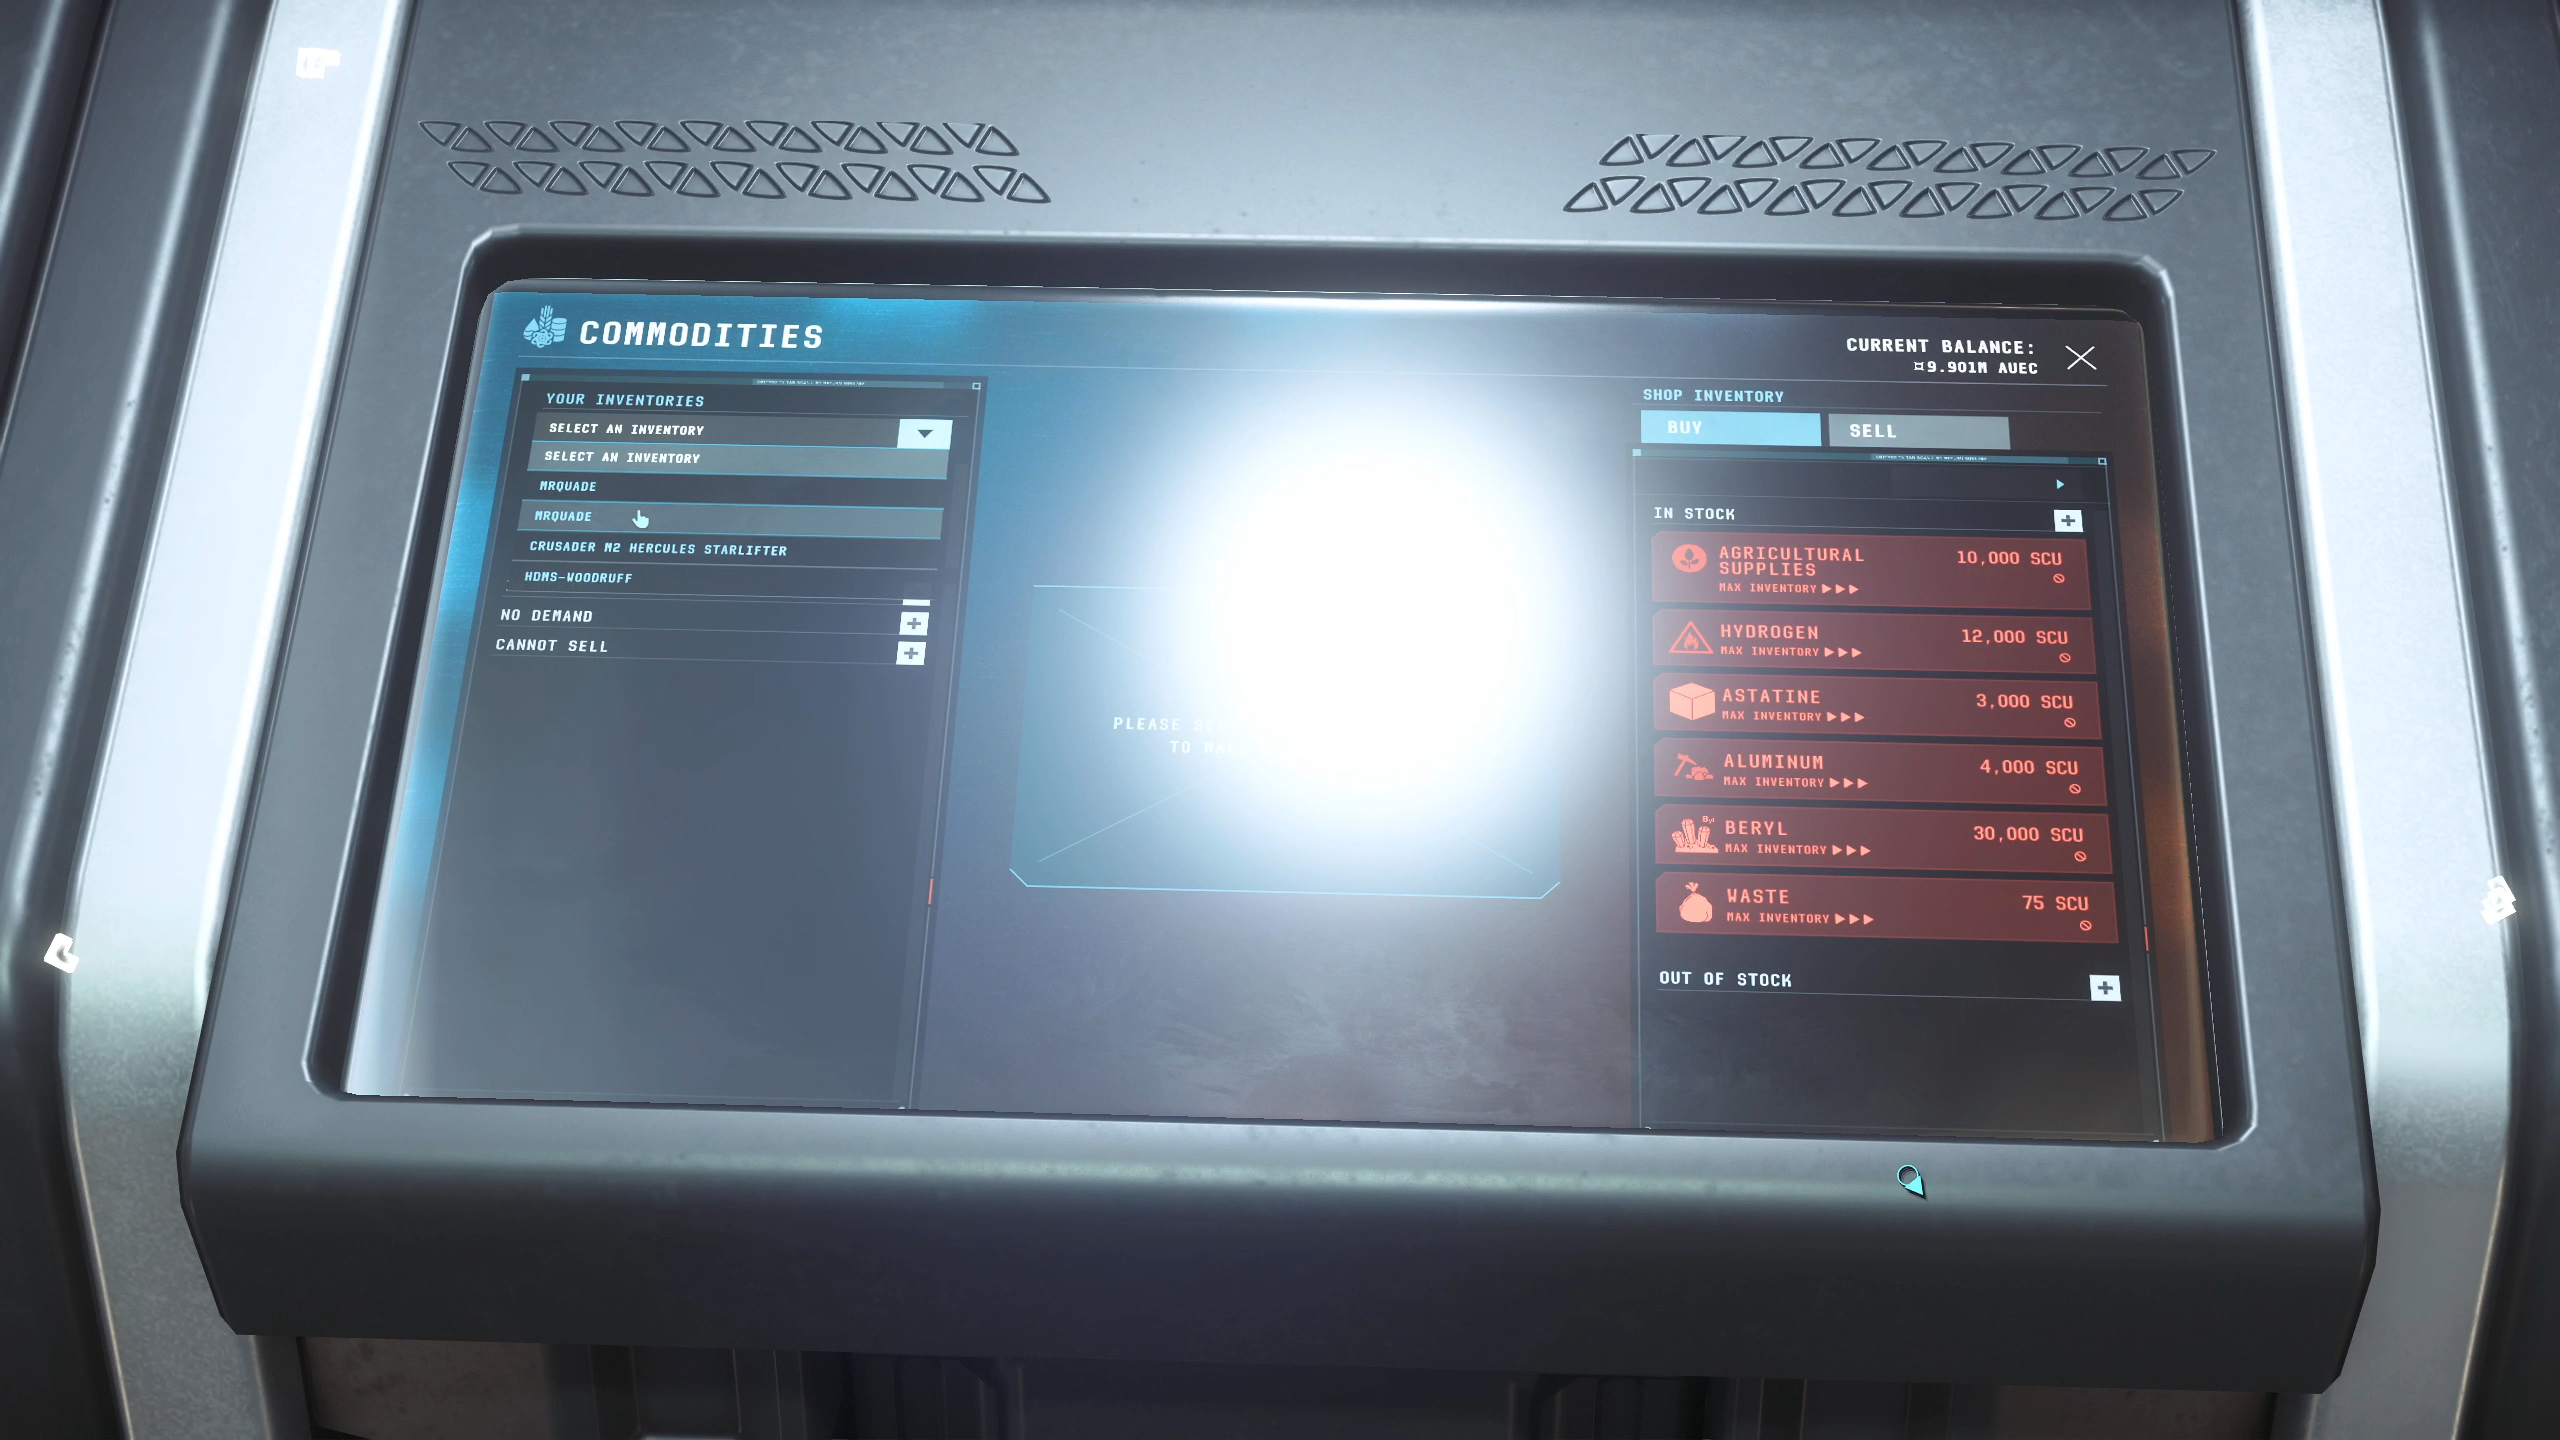 COMMODITIES
CURRENT BALANCE:
¤9.901M AUEC
YOUR INVENTORIES
SELECT AN INVENTORY
SELECT AN INVENTORY
MRQUADE
MRQUADE
CRUSADER M2 HERCULES STARLIFTER
HDMS-WOODRUFF
NO DEMAND
CANNOT SELL
PLEASE
TO
SHOP INVENTORY
BUY
SELL
IN STOCK
AGRICULTURAL
SUPPLIES
10,000 SCU
MAX INVENTORY
HYDROGEN
12,000 SCU
MAX INVENTORY
ASTATINE
3,000 SCU
MAX INVENTORY
ALUMINUM
4,000 SCU
MAX INVENTORY
BERYL
30,000 SCU
MAX INVENTORY
WASTE
75 SCU
MAX INVENTORY
OUT OF STOCK